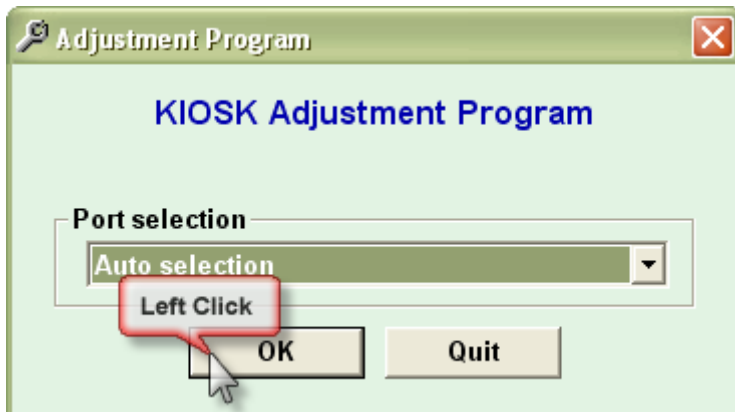 Adjustment Program
KIOSK Adjustment Program
Port selection
Auto selection
Left Click
OK
Quit